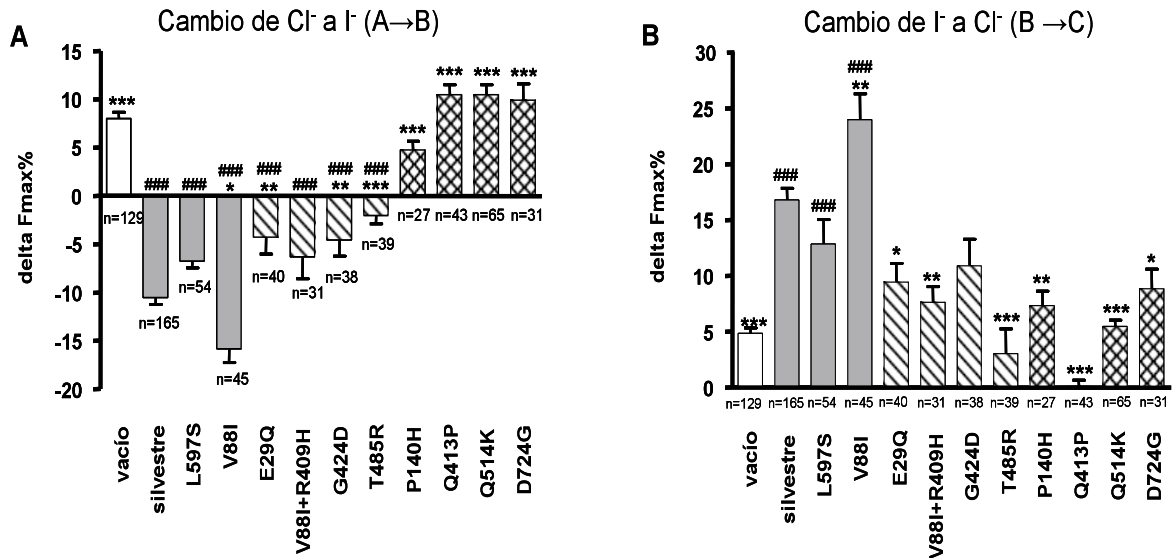 Cambio de Cl⁻ a I⁻ (A→B)
A
delta Fmax%
15
10
5
0
-5
-10
-15
-20
***
###
###
###
*
###
**
###
###
**
###
***
***
***
***
***
n=129
n=165
n=54
n=45
n=40
n=31
n=38
n=39
n=27
n=43
n=65
n=31
vacío
silvestre
L597S
V88I
E29Q
V88I+R409H
G424D
T485R
P140H
Q413P
Q514K
D724G
Cambio de I⁻ a Cl⁻ (B →C)
B
delta Fmax%
30
25
20
15
10
5
0
***
###
###
###
**
*
**
***
**
***
***
*
n=129
n=165
n=54
n=45
n=40
n=31
n=38
n=39
n=27
n=43
n=65
n=31
vacío
silvestre
L597S
V88I
E29Q
V88I+R409H
G424D
T485R
P140H
Q413P
Q514K
D724G